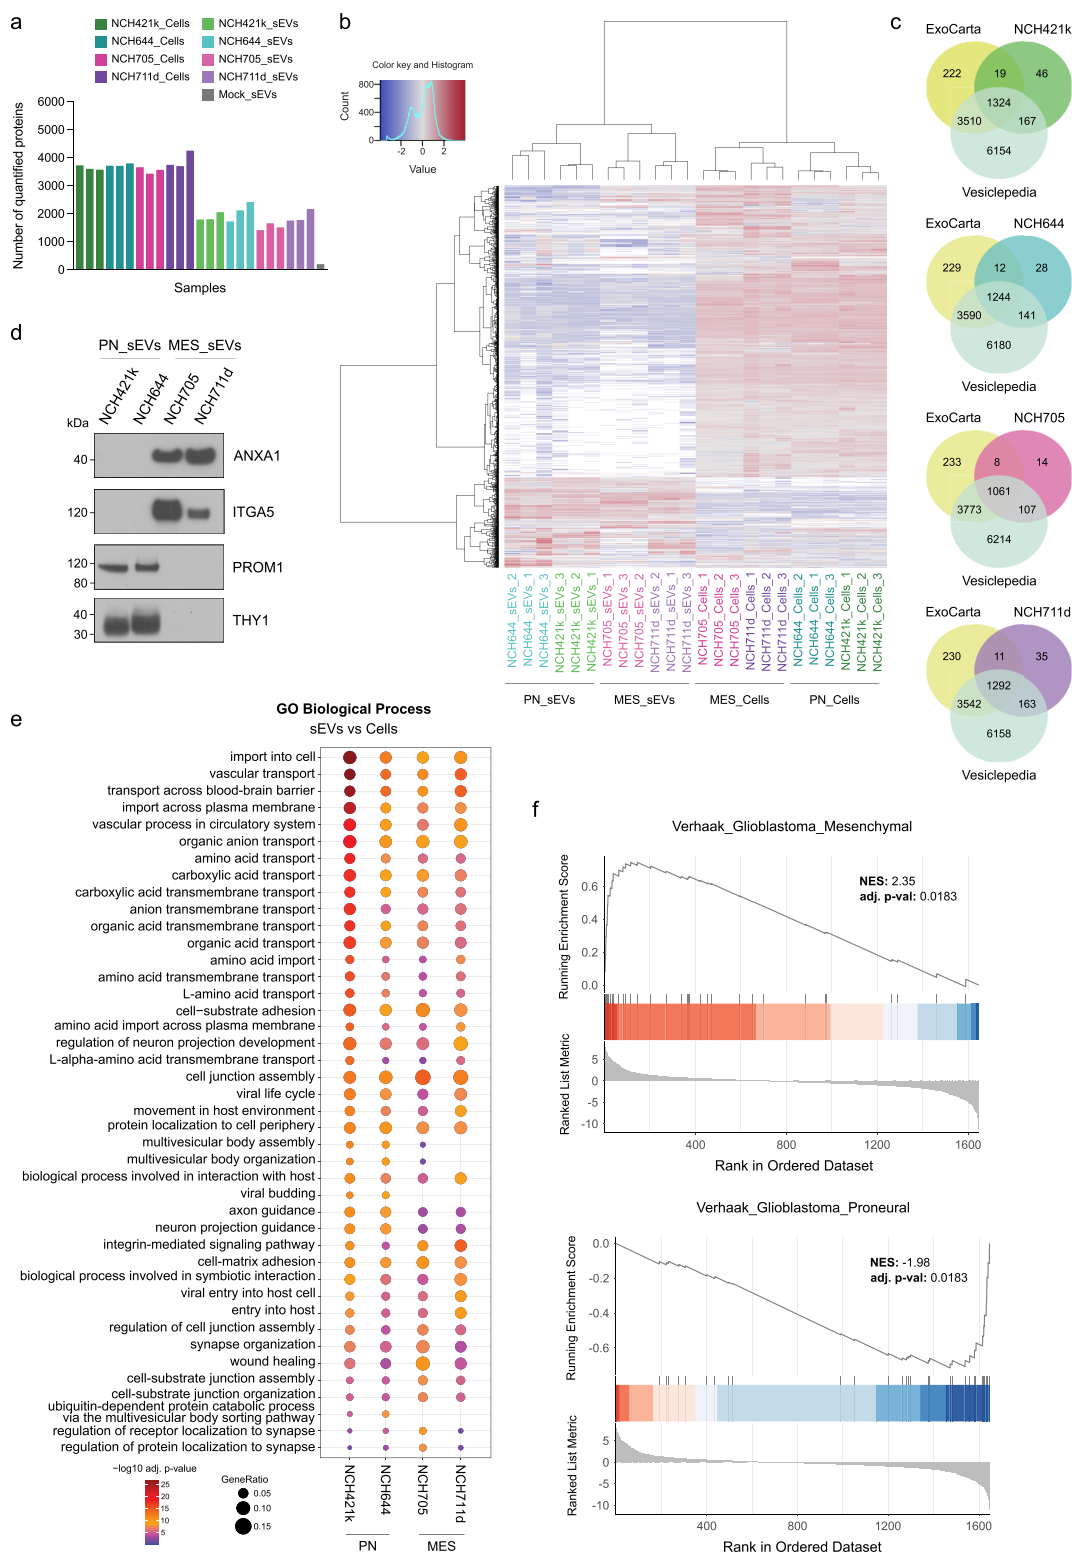 a
NCH421k_Cells
NCH644_Cells
NCH705_Cells
NCH711d_Cells
NCH421k_sEVs
NCH644_sEVs
NCH705_sEVs
NCH711d_sEVs
Mock_sEVs
Number of quantified proteins
6000
5000
4000
3000
2000
1000
0
Samples
b
Color key and Histogram
Count
800
400
0
-2 0 2
Value
NCH644_sEVs_2
NCH644_sEVs_1
NCH644_sEVs_3
NCH421k_sEVs_3
NCH421k_sEVs_2
NCH421k_sEVs_1
NCH705_sEVs_1
NCH705_sEVs_3
NCH705_sEVs_2
NCH711d_sEVs_2
NCH711d_sEVs_1
NCH711d_sEVs_3
NCH705_Cells_1
NCH705_Cells_2
NCH705_Cells_3
NCH711d_Cells_1
NCH711d_Cells_2
NCH711d_Cells_3
NCH644_Cells_2
NCH644_Cells_1
NCH644_Cells_3
NCH421k_Cells_1
NCH421k_Cells_2
NCH421k_Cells_3
PN_sEVs MES_sEVs MES_Cells PN_Cells
c
ExoCarta NCH421k
222 19 46
1324
3510 167
6154
Vesiclepedia
ExoCarta NCH644
229 12 28
1244
3590 141
6180
Vesiclepedia
ExoCarta NCH705
233 8 14
1061
3773 107
6214
Vesiclepedia
ExoCarta NCH711d
230 11 35
1292
3542 163
6158
Vesiclepedia
d
PN_sEVs MES_sEVs
NCH421k NCH644 NCH705 NCH711d
kDa
40 ANXA1
120 ITGA5
120 PROM1
80
40 THY1
30
e
GO Biological Process
sEVs vs Cells
import into cell
vascular transport
transport across blood-brain barrier
import across plasma membrane
vascular process in circulatory system
organic anion transport
amino acid transport
carboxylic acid transport
carboxylic acid transmembrane transport
anion transmembrane transport
organic acid transmembrane transport
organic acid transport
amino acid import
amino acid transmembrane transport
L-amino acid transport
cell-substrate adhesion
amino acid import across plasma membrane
regulation of neuron projection development
L-alpha-amino acid transmembrane transport
cell junction assembly
viral life cycle
movement in host environment
protein localization to cell periphery
multivesicular body assembly
multivesicular body organization
biological process involved in interaction with host
viral budding
axon guidance
neuron projection guidance
integrin-mediated signaling pathway
cell-matrix adhesion
biological process involved in symbiotic interaction
viral entry into host cell
entry into host
regulation of cell junction assembly
synapse organization
wound healing
cell-substrate junction assembly
cell-substrate junction organization
ubiquitin-dependent protein catabolic process
via the multivesicular body sorting pathway
regulation of receptor localization to synapse
regulation of protein localization to synapse
NCH421k NCH644 NCH705 NCH711d
PN MES
−log10 adj. p-value
25
20
15
10
5
GeneRatio
0.05
0.10
0.15
f
Verhaak_Glioblastoma_Mesenchymal
Running Enrichment Score
0.6
0.4
0.2
0.0
NES: 2.35
adj. p-val: 0.0183
Ranked List Metric
5
0
-5
-10
400 800 1200 1600
Rank in Ordered Dataset
Verhaak_Glioblastoma_Proneural
Running Enrichment Score
0.0
-0.2
-0.4
-0.6
NES: -1.98
adj. p-val: 0.0183
Ranked List Metric
5
0
-5
-10
400 800 1200 1600
Rank in Ordered Dataset